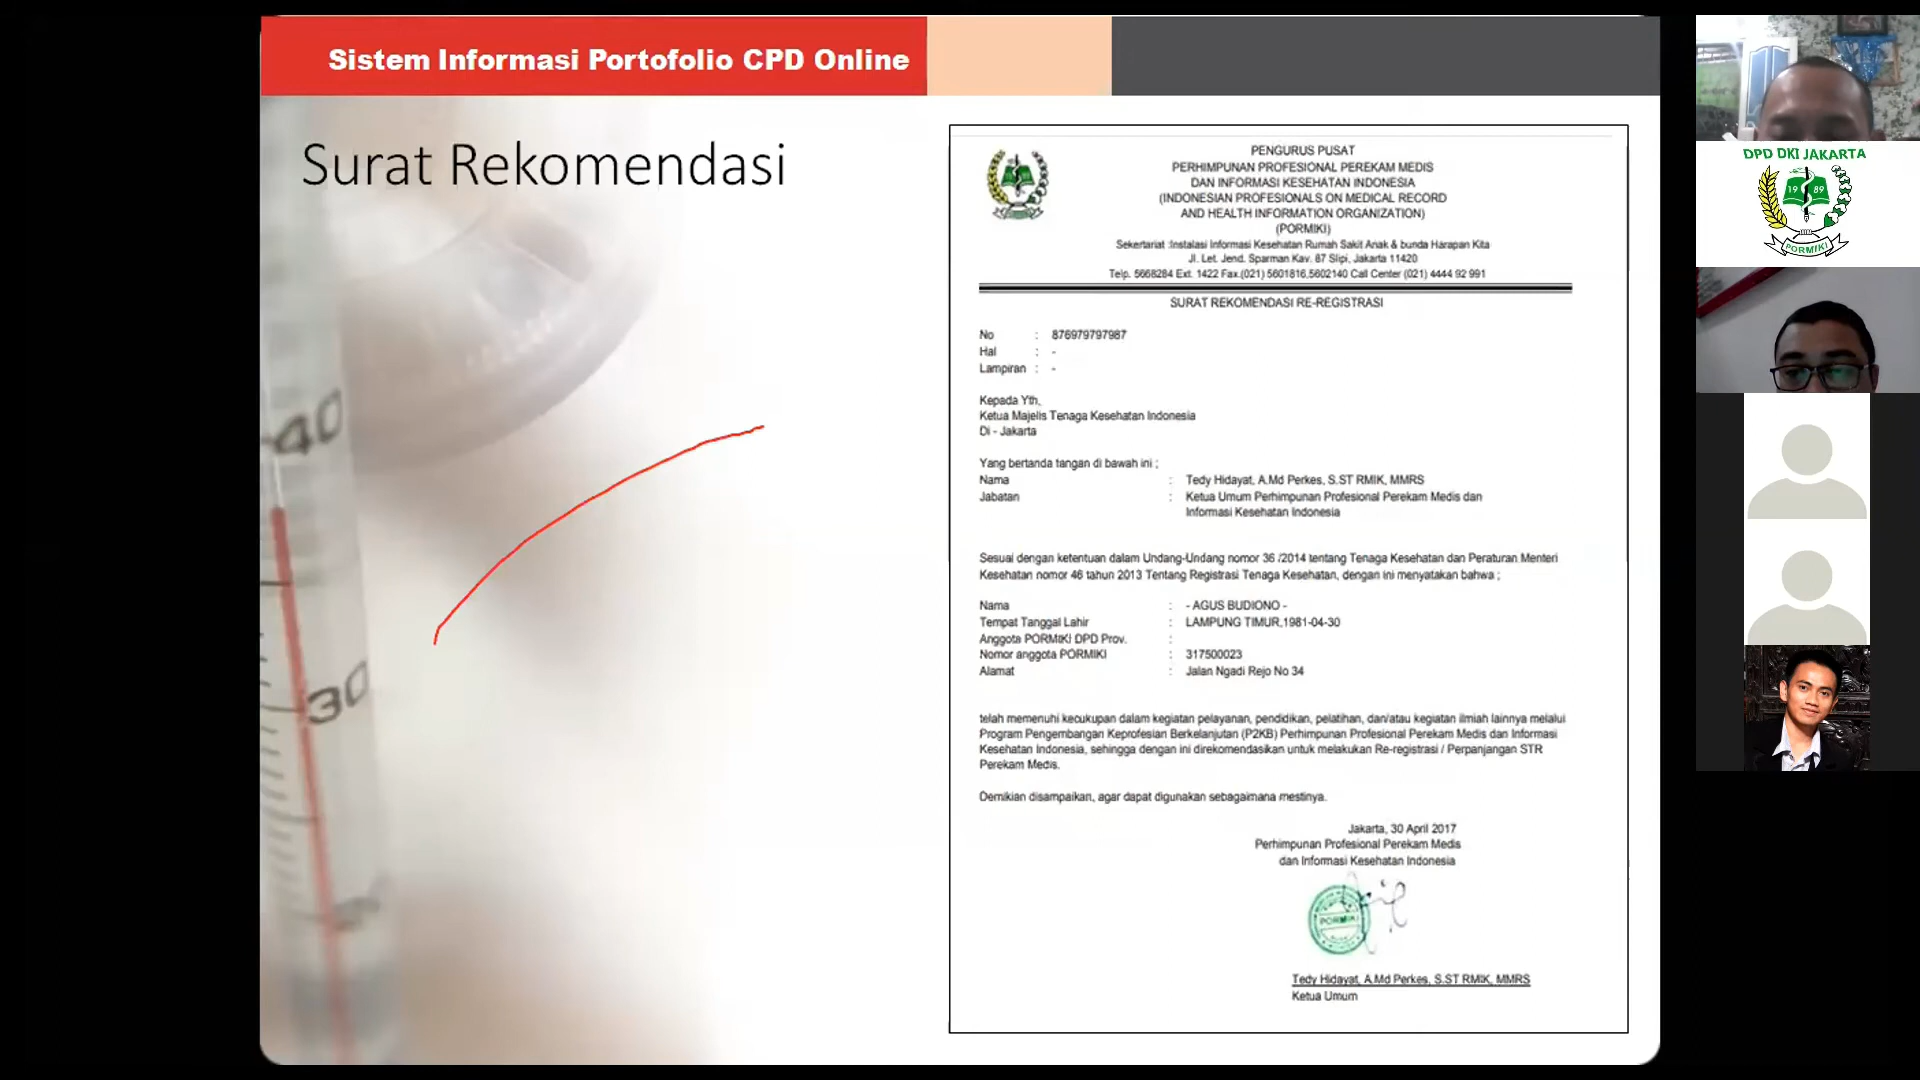 Sistem Informasi Portofolio CPD Online
Surat Rekomendasi
PENGURUS PUSAT
PERHIMPUNAN PROFESIONAL PEREKAM MEDIS
DAN INFORMASI KESEHATAN INDONESIA
(INDONESIAN PROFESIONALS ON MEDICAL RECORD
AND HEALTH INFORMATION ORGANIZATION)
(PORMIKI)
Sekertariat :Instalasi Informasi Kesehatan Rumah Sakit Anak & bunda Harapan Kita
Jl. Let. Jend. Sparman Kav. 87 Slipi, Jakarta 11420
Telp. 5668284 Ext. 1422 Fax.(021) 5601816,5602140 Call Center (021) 4444 92 991
SURAT REKOMENDASI RE-REGISTRASI
No : 876979797987
Hal : -
Lampiran : -
Kepada Yth,
Ketua Majelis Tenaga Kesehatan Indonesia
Di - Jakarta
Yang bertanda tangan di bawah ini ;
Nama : Tedy Hidayat, A.Md Perkes, S.ST RMIK, MMRS
Jabatan : Ketua Umum Perhimpunan Profesional Perekam Medis dan
Informasi Kesehatan Indonesia
Sesuai dengan ketentuan dalam Undang-Undang nomor 36 /2014 tentang Tenaga Kesehatan dan Peraturan Menteri
Kesehatan nomor 46 tahun 2013 Tentang Registrasi Tenaga Kesehatan, dengan ini menyatakan bahwa ;
Nama : - AGUS BUDIONO -
Tempat Tanggal Lahir : LAMPUNG TIMUR,1981-04-30
Anggota PORMIKI DPD Prov. :
Nomor anggota PORMIKI : 317500023
Alamat : Jalan Ngadi Rejo No 34
telah memenuhi kecukupan dalam kegiatan pelayanan, pendidikan, pelatihan, dan/atau kegiatan ilmiah lainnya melalui
Program Pengembangan Keprofesian Berkelanjutan (P2KB) Perhimpunan Profesional Perekam Medis dan Informasi
Kesehatan Indonesia, sehingga dengan ini direkomendasikan untuk melakukan Re-registrasi / Perpanjangan STR
Perekam Medis.
Demikian disampaikan, agar dapat digunakan sebagaimana mestinya.
Jakarta, 30 April 2017
Perhimpunan Profesional Perekam Medis
dan Informasi Kesehatan Indonesia
PORMIKI
Tedy Hidayat, A.Md Perkes, S.ST RMIK, MMRS
Ketua Umum
40
30
DPD DKI JAKARTA
19 89
PORMIKI